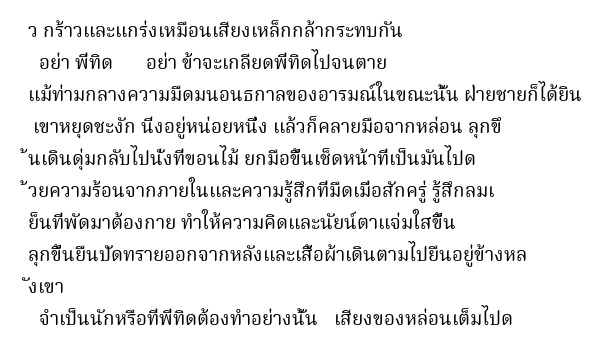 ว กร้าวและแกร่งเหมือนเสียงเหล็กกล้ากระทบกัน
อย่า พี่ทิด อย่า ข้าจะเกลียดพี่ทิดไปจนตาย
แม้ท่ามกลางความมืดมนอนธกาลของอารมณ์ในขณะนั้น ฝ่ายชายก็ได้ยิน
เขาหยุดชะงัก นิ่งอยู่หน่อยหนึ่ง แล้วก็คลายมือจากหล่อน ลุกขึ
้นเดินดุ่มกลับไปนั่งที่ขอนไม้ ยกมือขึ้นเช็ดหน้าที่เป็นมันไปด
้วยความร้อนจากภายในและความรู้สึกที่มืดเมื่อสักครู่ รู้สึกลมเ
ย็นที่พัดมาต้องกาย ทำให้ความคิดและนัยน์ตาแจ่มใสขึ้น
ลุกขึ้นยืนปัดทรายออกจากหลังและเสื้อผ้าเดินตามไปยืนอยู่ข้างหล
ังเขา
จำเป็นนักหรือที่พี่ทิดต้องทำอย่างนั้น เสียงของหล่อนเต็มไปด